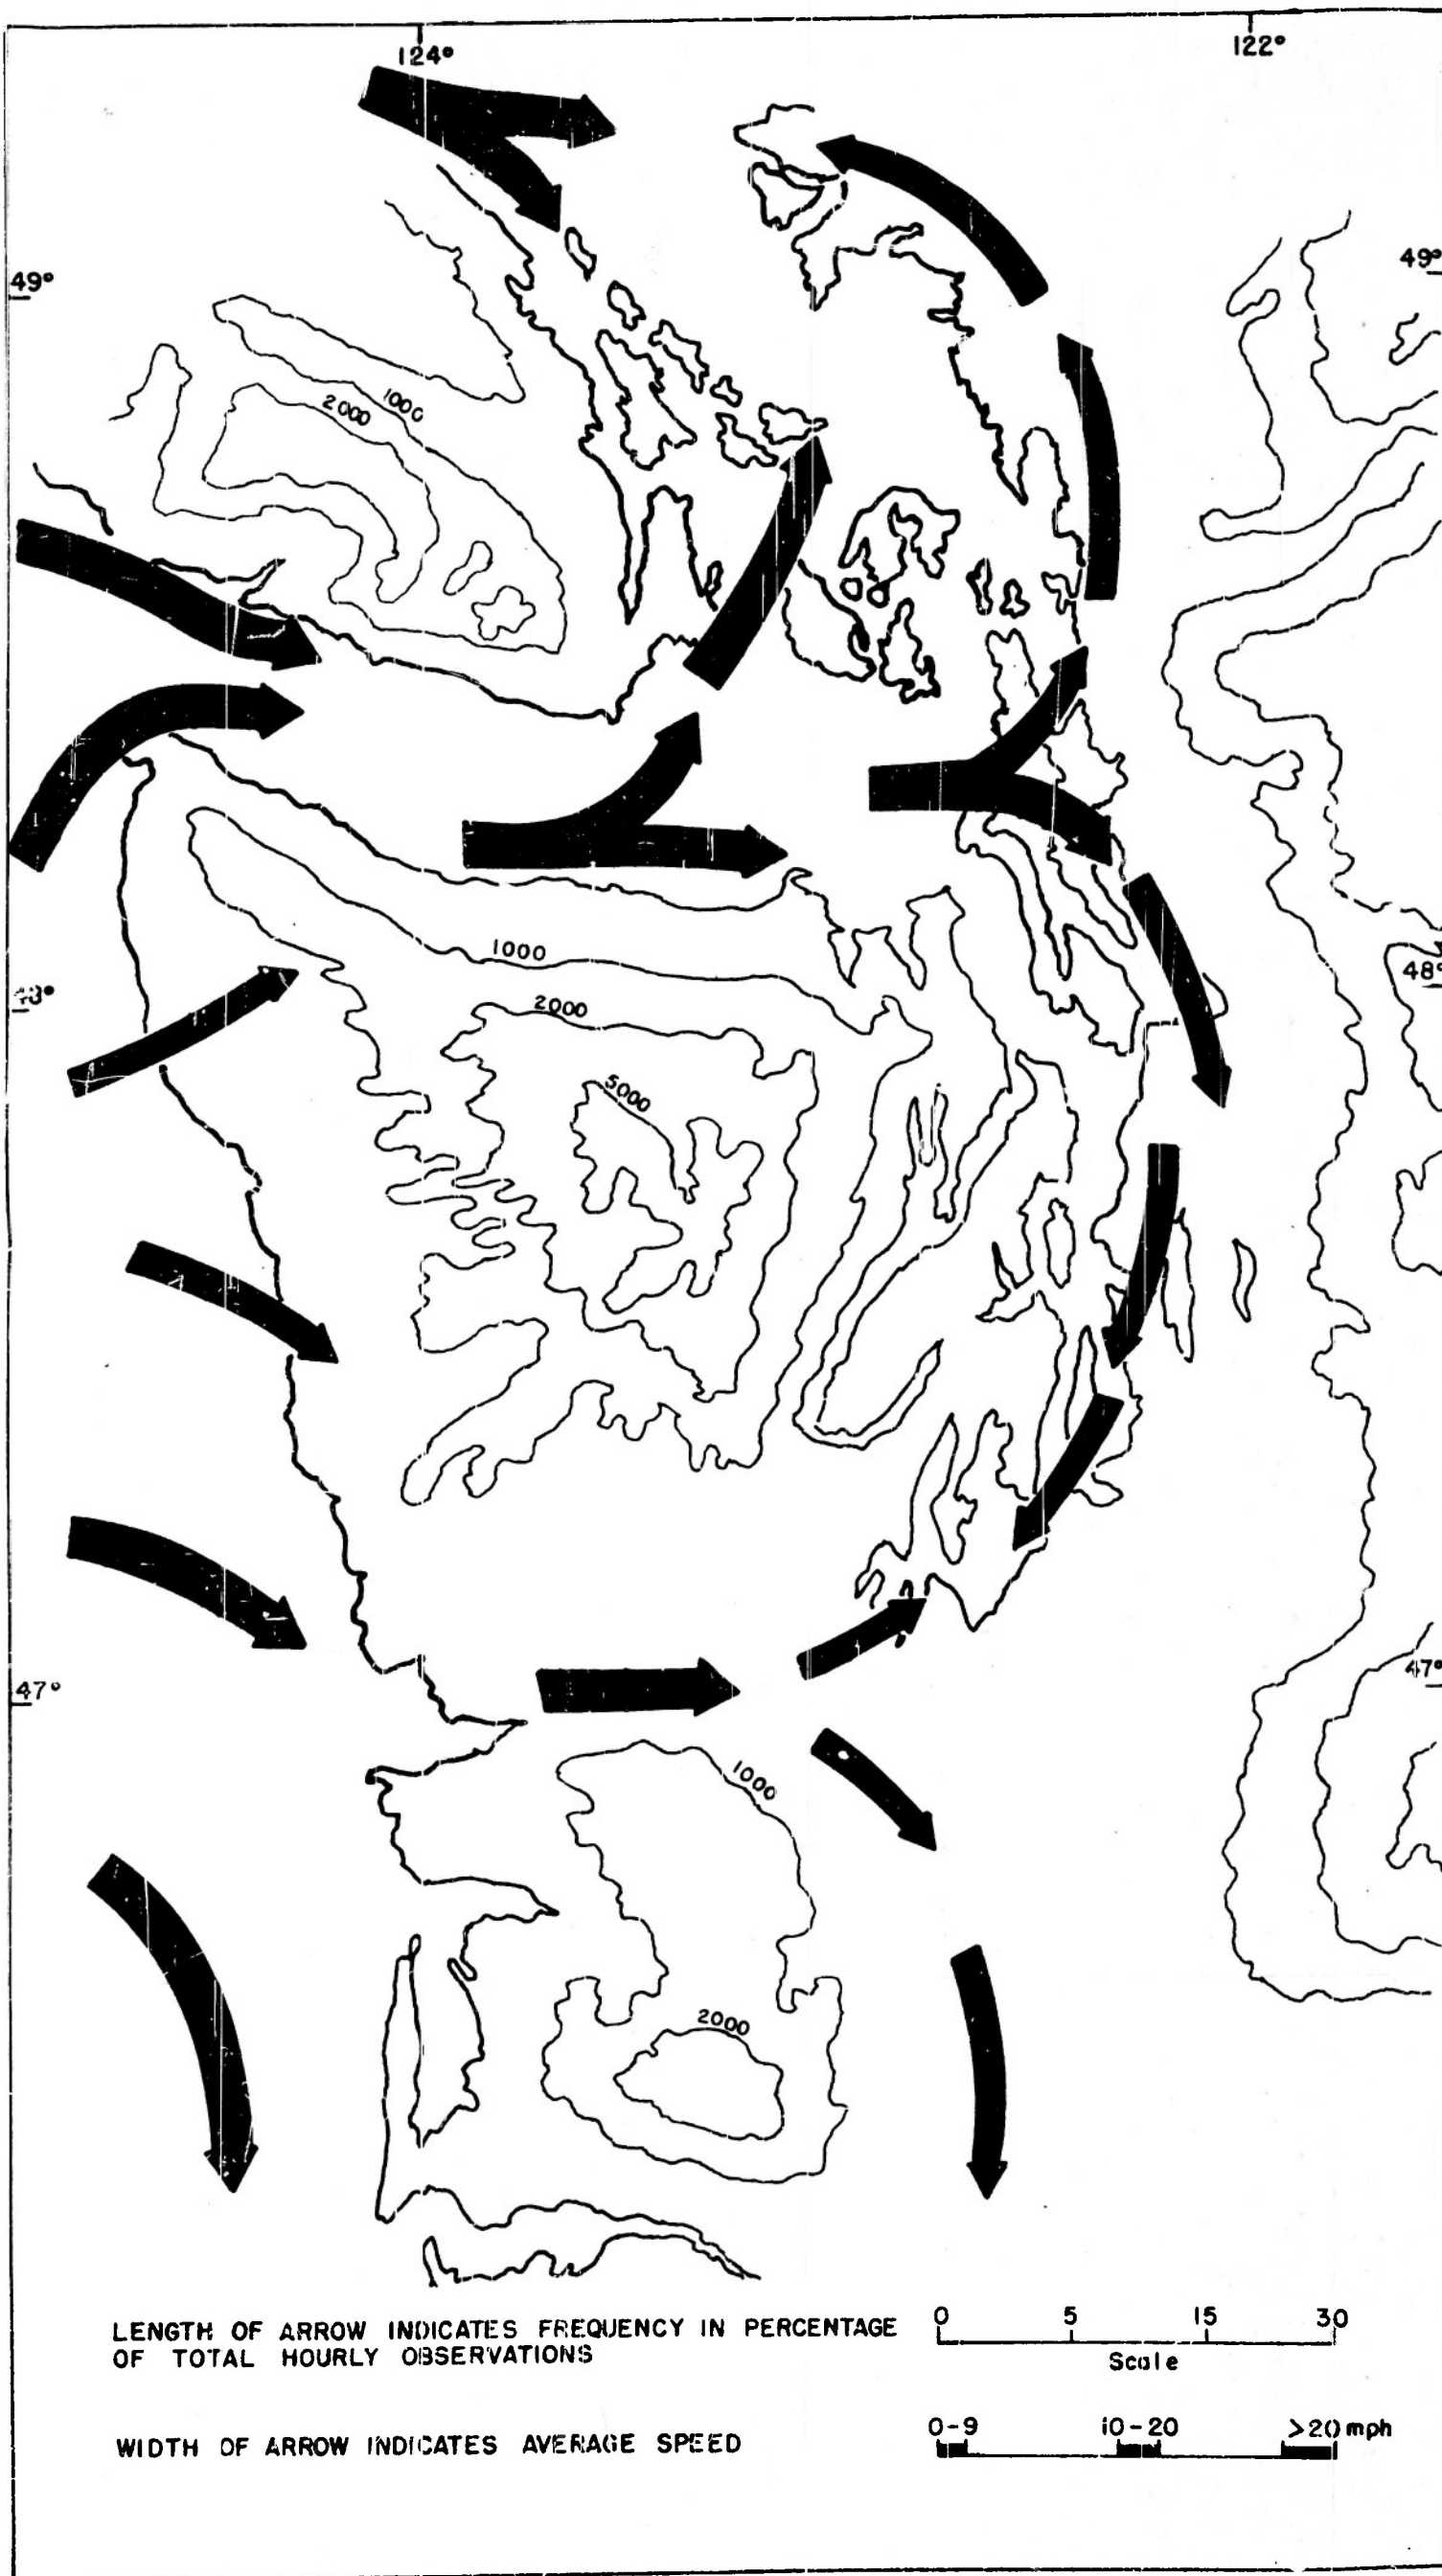 124° 122°
49° 49°
1000
2000
1000
48°
2000
5000
47° 47°
1000
2000
LENGTH OF ARROW INDICATES FREQUENCY IN PERCENTAGE
OF TOTAL HOURLY OBSERVATIONS
0 5 15 30
Scale
WIDTH OF ARROW INDICATES AVERAGE SPEED
0-9 10-20 >20 mph